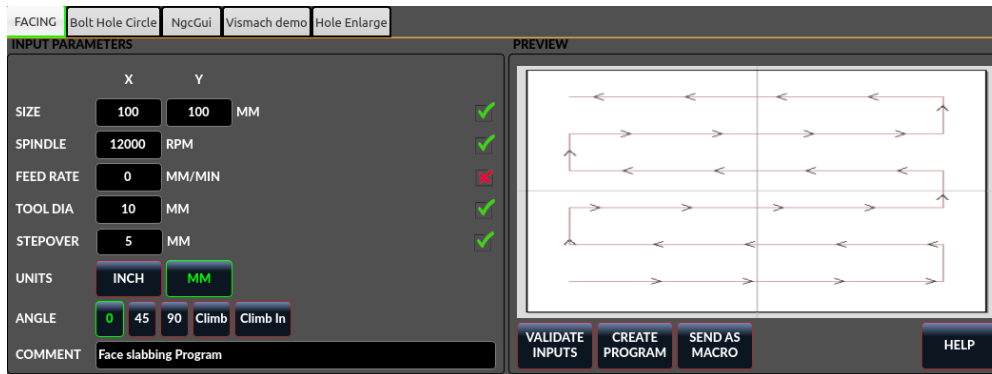 FACING Bolt Hole Circle NgcGui Vismach demo Hole Enlarge
INPUT PARAMETERS
PREVIEW
X Y
SIZE 100 100 MM
SPINDLE 12000 RPM
FEED RATE 0 MM/MIN
TOOL DIA 10 MM
STEPOVER 5 MM
UNITS INCH MM
ANGLE 0 45 90 Climb Climb In
COMMENT Face slabbing Program
VALIDATE INPUTS
CREATE PROGRAM
SEND AS MACRO
HELP